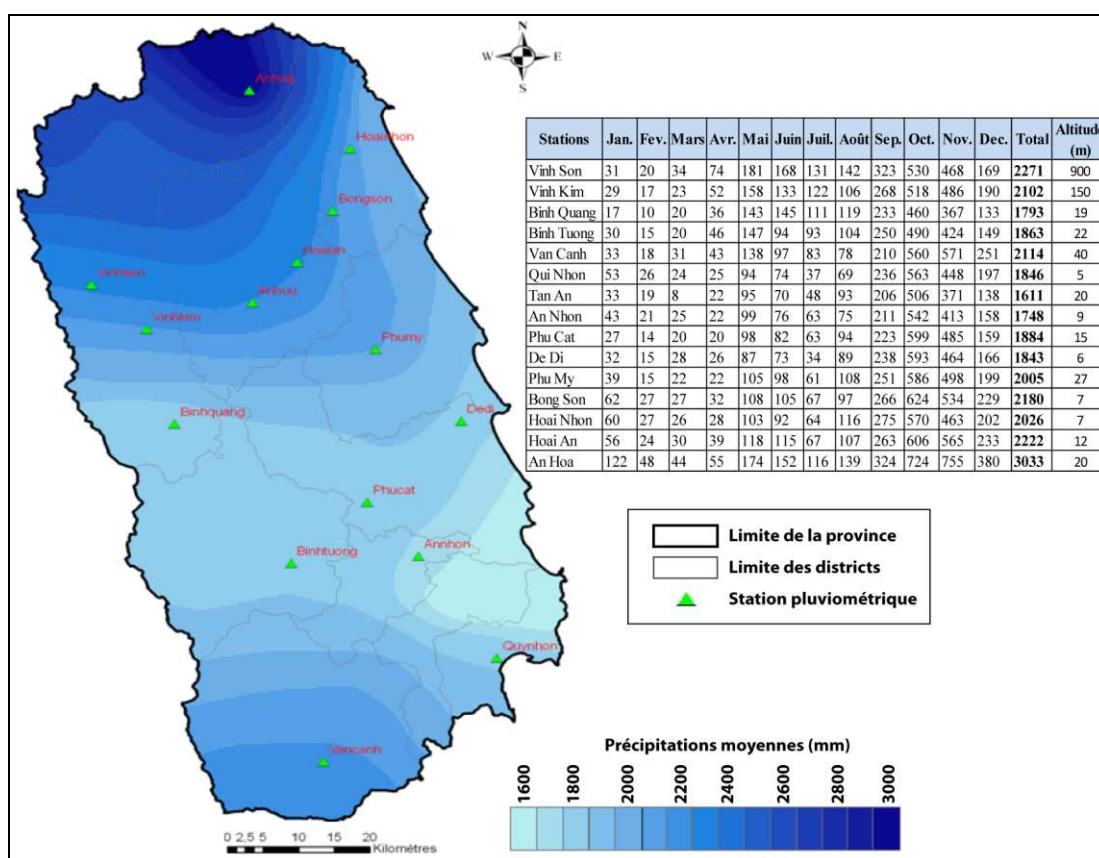 N
W E
S
Anhoa
Hoainhon
Bongson
Hoaian
Vinhson
Anhuu
Vinhkim
Phumy
Binhquang
Dedi
Phucat
Binhtuong
Annhon
Quynhon
Vancanh
0 2,5 5 10 15 20
Kilomètres
Stations Jan. Fev. Mars Avr. Mai Juin Juil. Août Sep. Oct. Nov. Dec. Total Altitude (m)
Vinh Son 31 20 34 74 181 168 131 142 323 530 468 169 2271 900
Vinh Kim 29 17 23 52 158 133 122 106 268 518 486 190 2102 150
Binh Quang 17 10 20 36 143 145 111 119 233 460 367 133 1793 19
Binh Tuong 30 15 20 46 147 94 93 104 250 490 424 149 1863 22
Van Canh 33 18 31 43 138 97 83 78 210 560 571 251 2114 40
Qui Nhon 53 26 24 25 94 74 37 69 236 563 448 197 1846 5
Tan An 33 19 8 22 95 70 48 93 206 506 371 138 1611 20
An Nhon 43 21 25 22 99 76 63 75 211 542 413 158 1748 9
Phu Cat 27 14 20 20 98 82 63 94 223 599 485 159 1884 15
De Di 32 15 28 26 87 73 34 89 238 593 464 166 1843 6
Phu My 39 15 22 22 105 98 61 108 251 586 498 199 2005 27
Bong Son 62 27 27 32 108 105 67 97 266 624 534 229 2180 7
Hoai Nhon 60 27 26 28 103 92 64 116 275 570 463 202 2026 7
Hoai An 56 24 30 39 118 115 67 107 263 606 565 233 2222 12
An Hoa 122 48 44 55 174 152 116 139 324 724 755 380 3033 20
Limite de la province
Limite des districts
Station pluviométrique
Précipitations moyennes (mm)
1600 1800 2000 2200 2400 2600 2800 3000